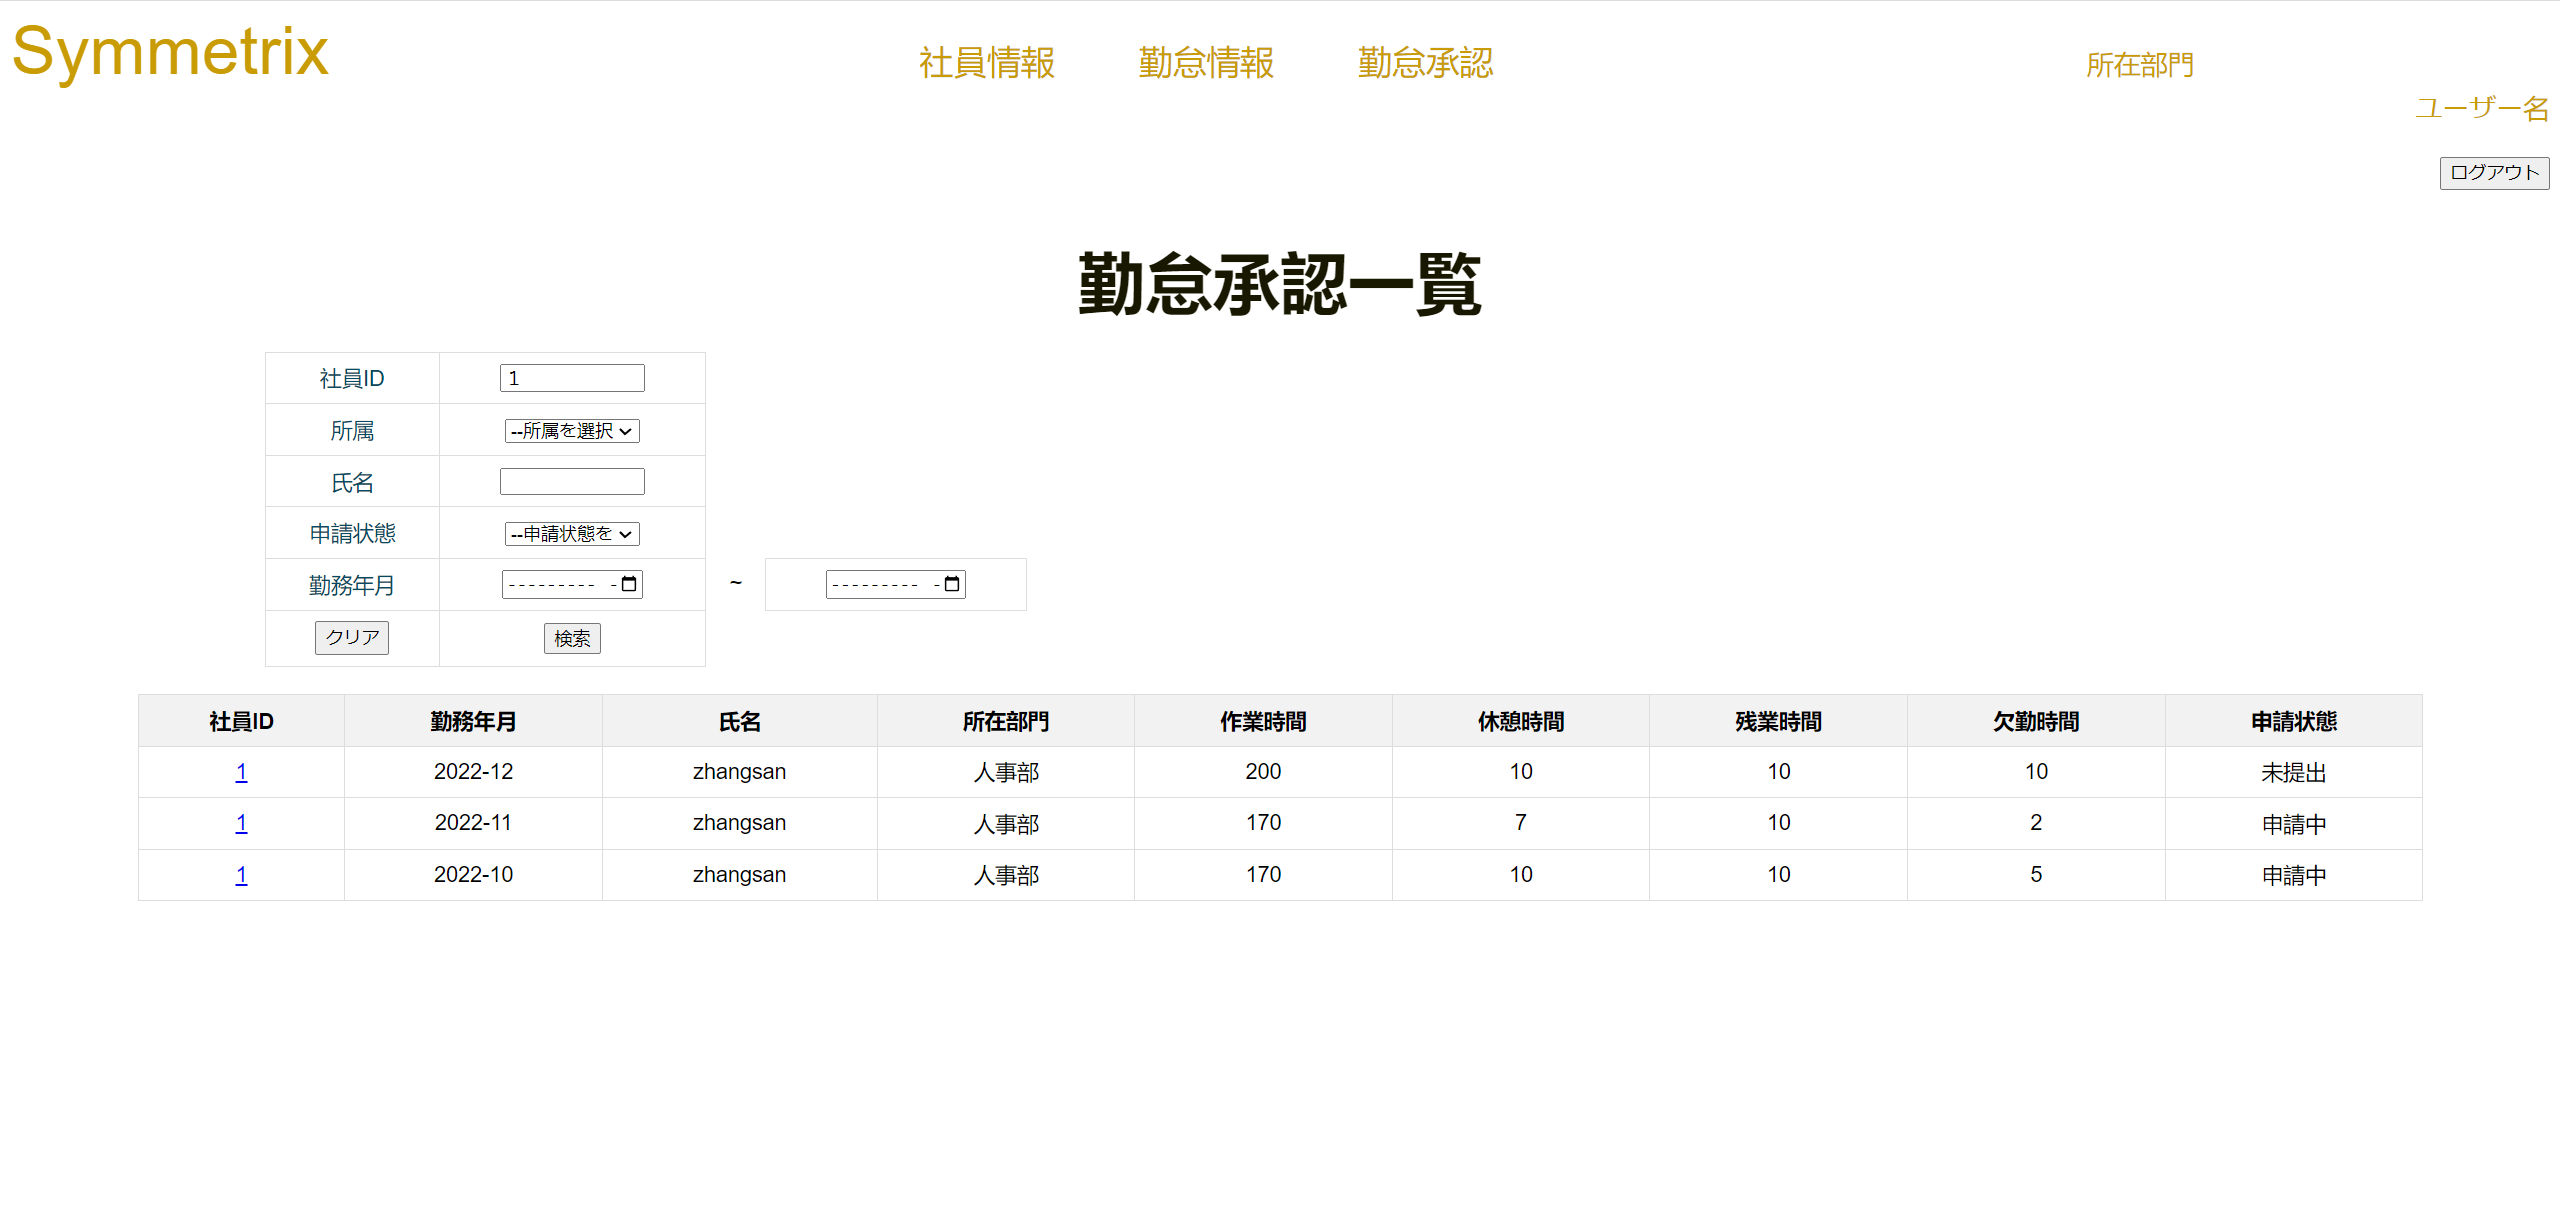 Symmetrix
社員情報 勤怠情報 勤怠承認
所在部門
ユーザー名
ログアウト
勤怠承認一覧
社員ID 1
所属 --所属を選択
氏名
申請状態 --申請状態を
勤務年月 --------- - ~ --------- -
クリア 検索
社員ID 勤務年月 氏名 所在部門 作業時間 休憩時間 残業時間 欠勤時間 申請状態
1 2022-12 zhangsan 人事部 200 10 10 10 未提出
1 2022-11 zhangsan 人事部 170 7 10 2 申請中
1 2022-10 zhangsan 人事部 170 10 10 5 申請中